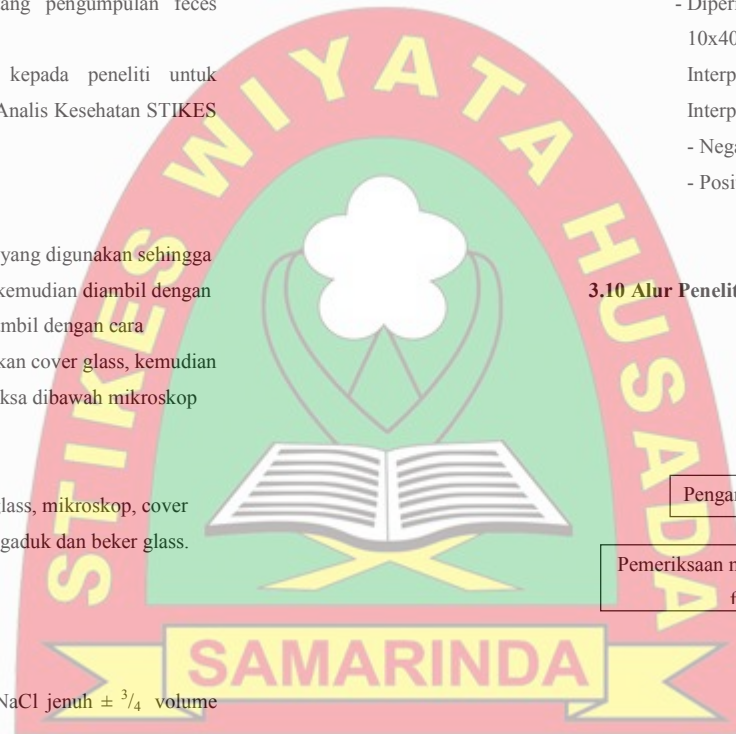 ang pengumpulan feces
kepada peneliti untuk
Analis Kesehatan STIKES
yang digunakan sehingga
kemudian diambil dengan
mbil dengan cara
kan cover glass, kemudian
ksa dibawah mikroskop
glass, mikroskop, cover
gaduk dan beker glass.
NaCl jenuh ± 3/4 volume
- Diperi
10x40
Interp
Interp
- Nega
- Posi
3.10 Alur Penelit
Pengar
Pemeriksaan m
f
STIKES WIYATA HUSADA
SAMARINDA